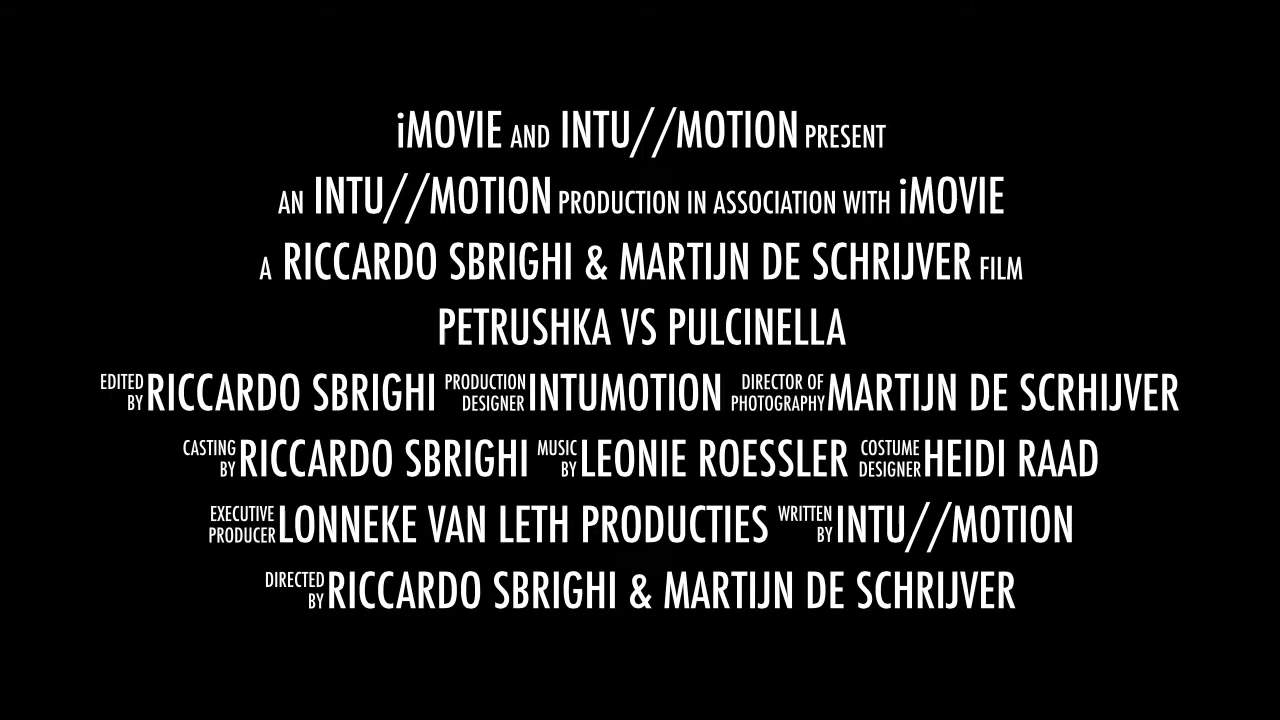 iMOVIE AND INTU//MOTION PRESENT
AN INTU//MOTION PRODUCTION IN ASSOCIATION WITH iMOVIE
A RICCARDO SBRIGHI & MARTIJN DE SCHRIJVER FILM
PETRUSHKA VS PULCINELLA
EDITED BY RICCARDO SBRIGHI PRODUCTION DESIGNER INTUMOTION DIRECTOR OF PHOTOGRAPHY MARTIJN DE SCRHIJVER
CASTING BY RICCARDO SBRIGHI MUSIC BY LEONIE ROESSLER COSTUME DESIGNER HEIDI RAAD
EXECUTIVE PRODUCER LONNEKE VAN LETH PRODUCTIES WRITTEN BY INTU//MOTION
DIRECTED BY RICCARDO SBRIGHI & MARTIJN DE SCHRIJVER